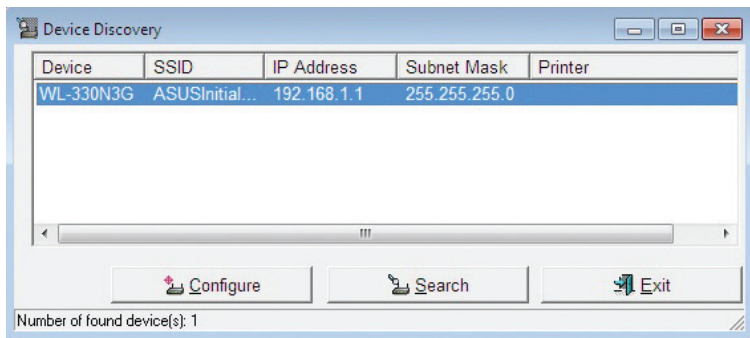 Device Discovery
Device SSID IP Address Subnet Mask Printer
WL-330N3G ASUSInitial... 192.168.1.1 255.255.255.0
Configure Search Exit
Number of found device(s): 1